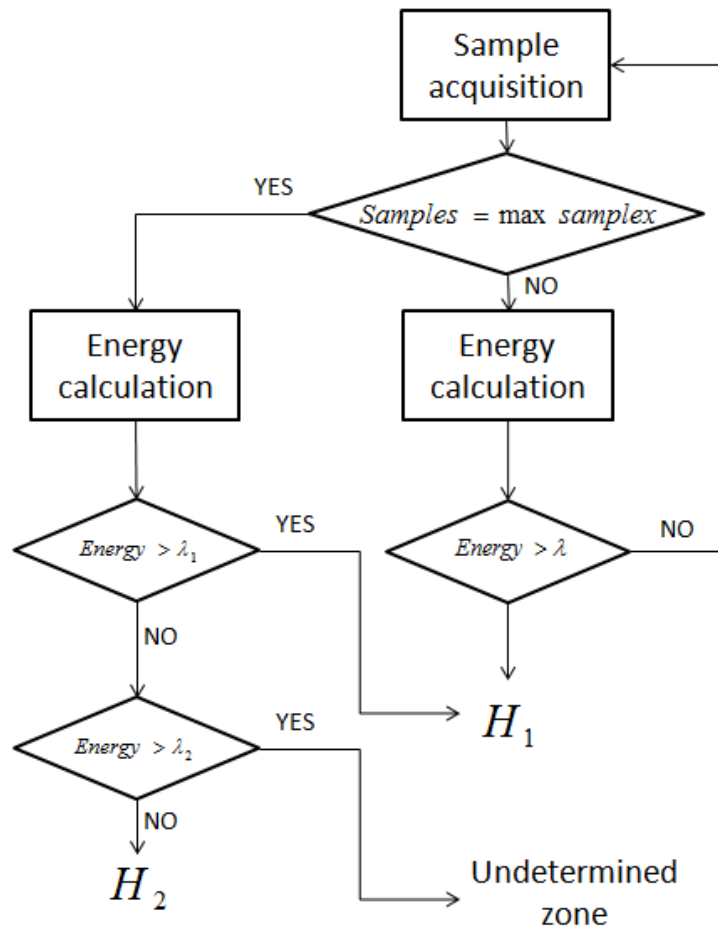 Sample
acquisition
YES
Samples = max samplex
NO
Energy
calculation
Energy
calculation
Energy > λ₁
YES
Energy > λ
NO
NO
H₁
Energy > λ₂
YES
NO
H₂
Undetermined
zone